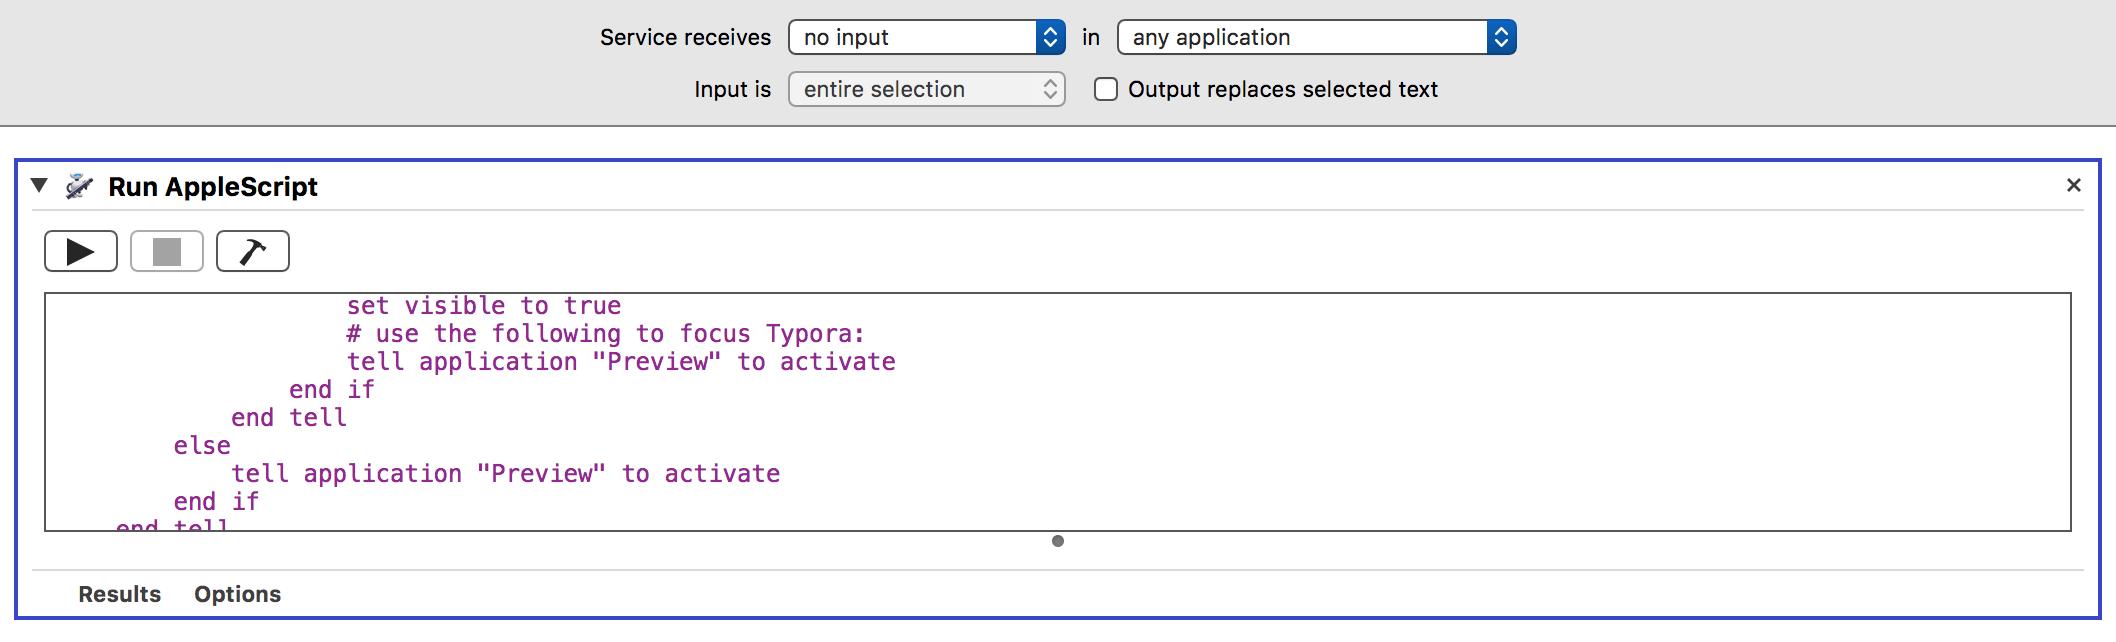 Service receives no input in any application
Input is entire selection Output replaces selected text
Run AppleScript
set visible to true
# use the following to focus Typora:
tell application "Preview" to activate
end if
end tell
else
tell application "Preview" to activate
end if
end tell
Results Options